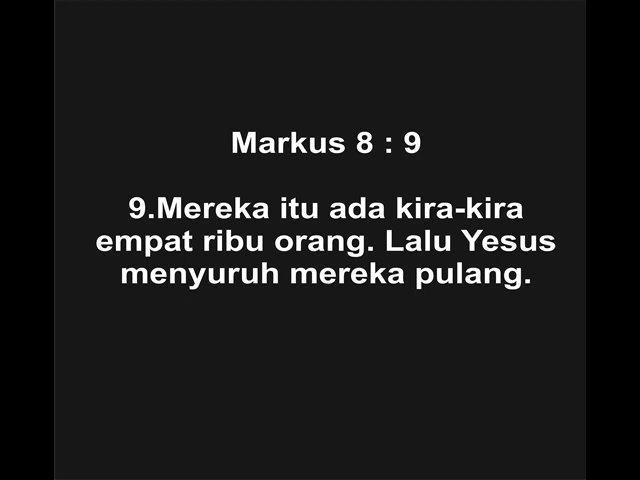 Markus 8 : 9
9.Mereka itu ada kira-kira
empat ribu orang. Lalu Yesus
menyuruh mereka pulang.